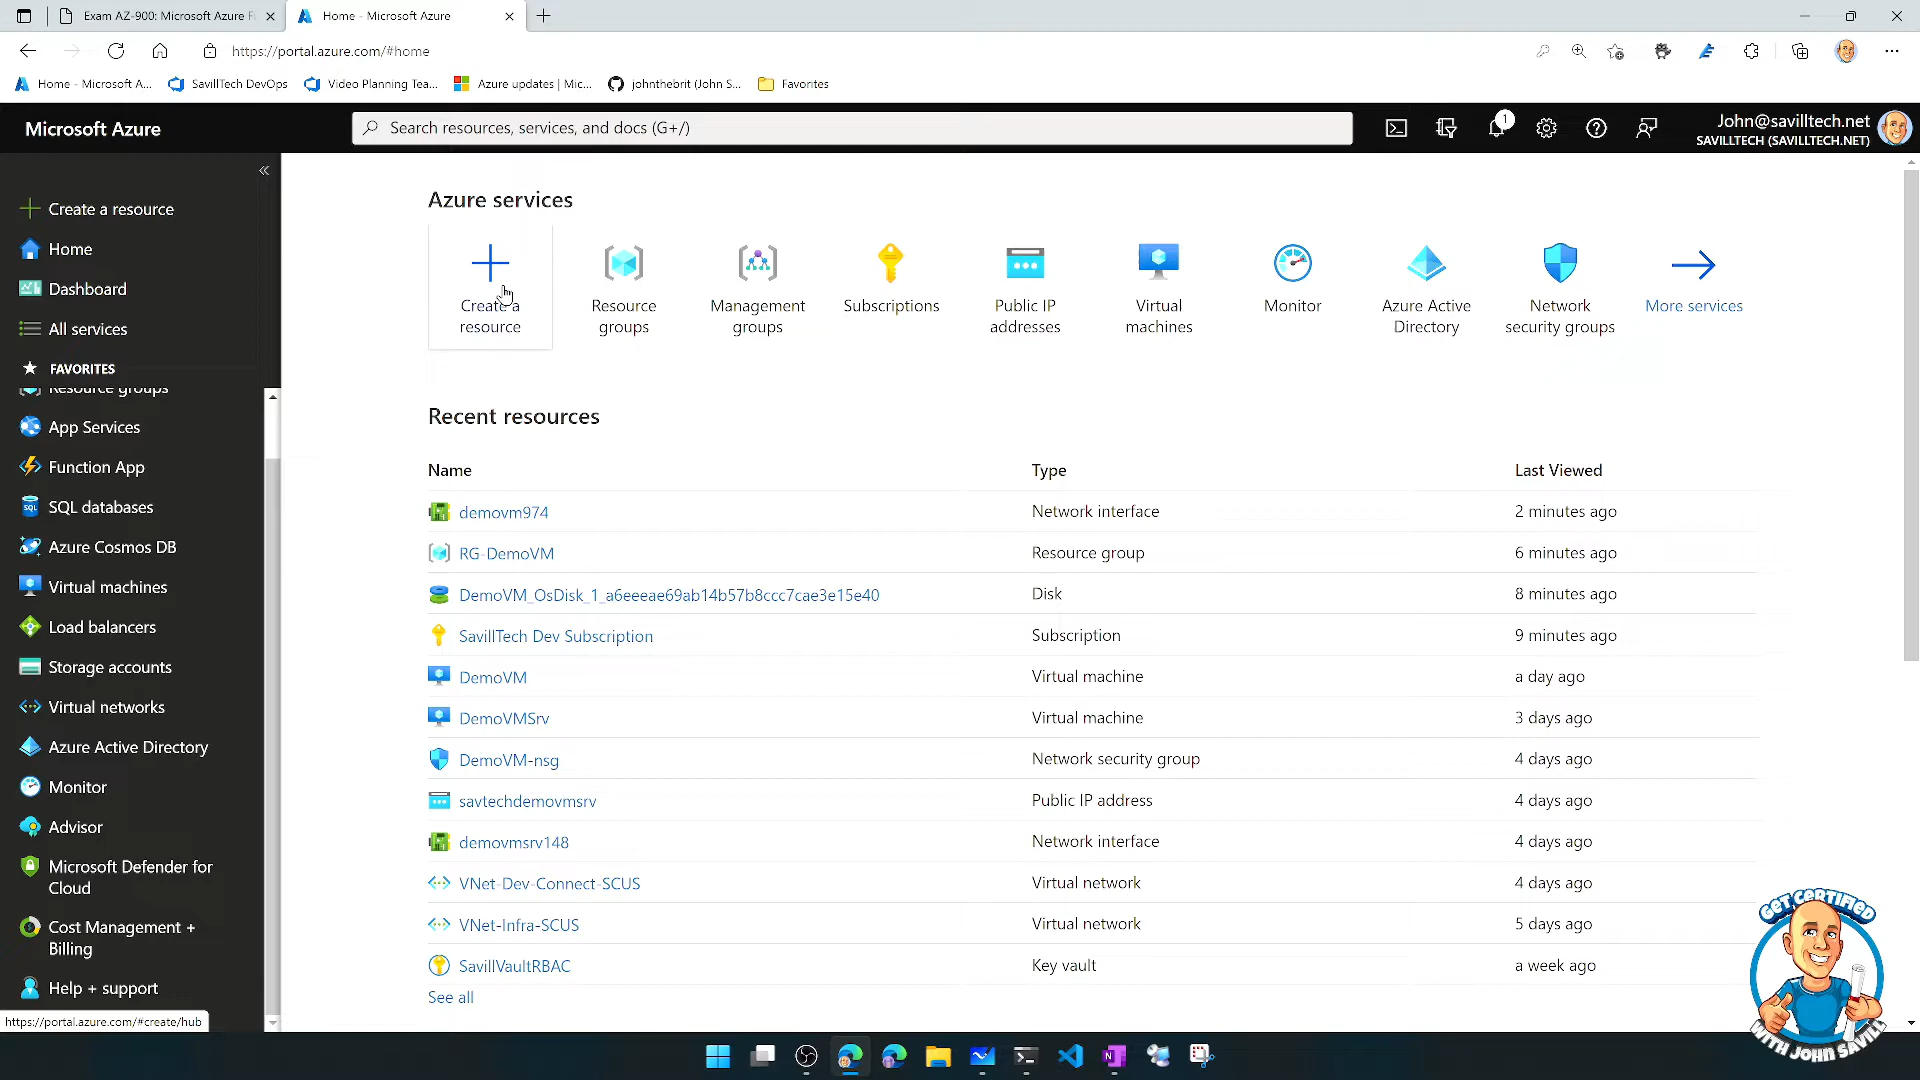 Exam AZ-900: Microsoft Azure F
Home - Microsoft Azure
https://portal.azure.com/#home
Home - Microsoft A...
SavillTech DevOps
Video Planning Tea...
Azure updates | Mic...
johnthebrit (John S...
Favorites
Microsoft Azure
Search resources, services, and docs (G+/)
1
John@savilltech.net
SAVILLTECH (SAVILLTECH.NET)
Create a resource
Home
Dashboard
All services
FAVORITES
Resource groups
App Services
Function App
SQL databases
Azure Cosmos DB
Virtual machines
Load balancers
Storage accounts
Virtual networks
Azure Active Directory
Monitor
Advisor
Microsoft Defender for
Cloud
Cost Management +
Billing
Help + support
https://portal.azure.com/#create/hub
Azure services
Create a
resource
Resource
groups
Management
groups
Subscriptions
Public IP
addresses
Virtual
machines
Monitor
Azure Active
Directory
Network
security groups
More services
Recent resources
Name Type Last Viewed
demovm974 Network interface 2 minutes ago
RG-DemoVM Resource group 6 minutes ago
DemoVM_OsDisk_1_a6eeeae69ab14b57b8ccc7cae3e15e40 Disk 8 minutes ago
SavillTech Dev Subscription Subscription 9 minutes ago
DemoVM Virtual machine a day ago
DemoVMSrv Virtual machine 3 days ago
DemoVM-nsg Network security group 4 days ago
savtechdemovmsrv Public IP address 4 days ago
demovmsrv148 Network interface 4 days ago
VNet-Dev-Connect-SCUS Virtual network 4 days ago
VNet-Infra-SCUS Virtual network 5 days ago
SavillVaultRBAC Key vault a week ago
See all
GET CERTIFIED
WITH JOHN SAVILL